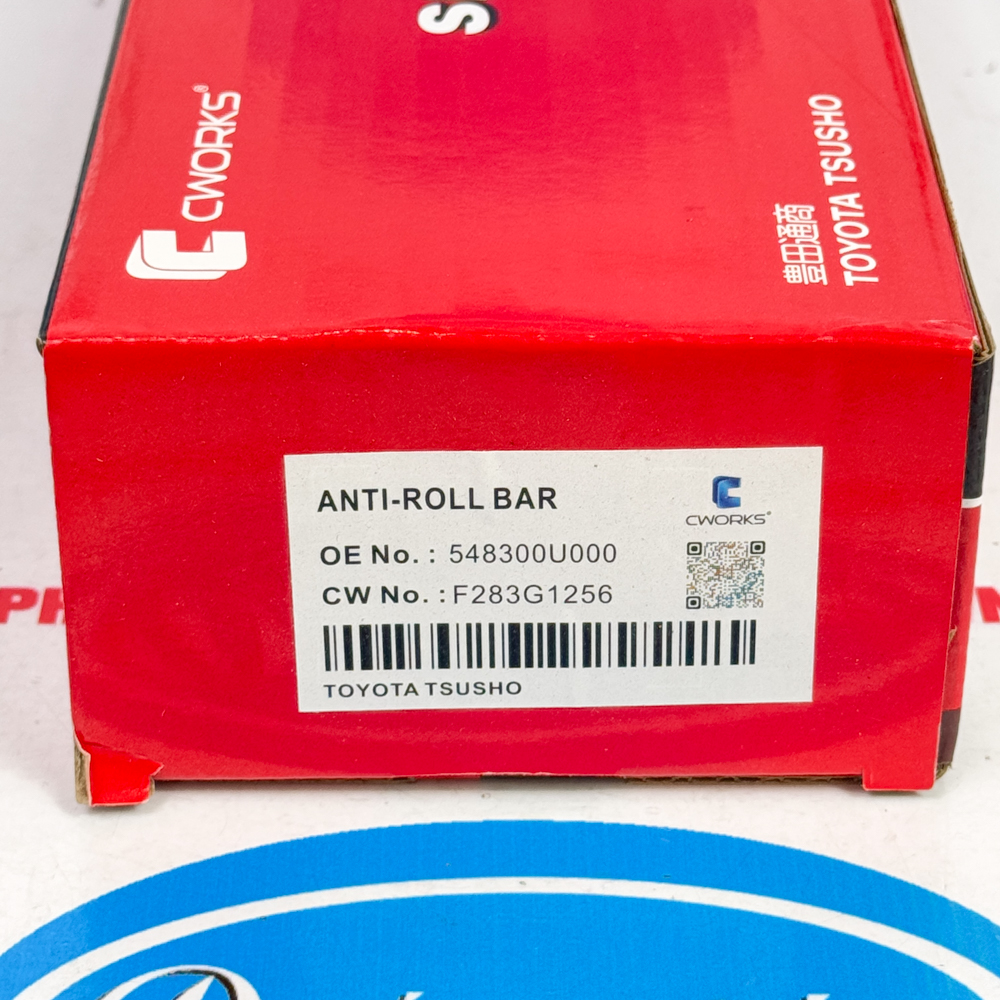 CWORKS®
豊田通商
TOYOTA TSUSHO
ANTI-ROLL BAR
CWORKS®
OE No. : 548300U000
CW No. : F283G1256
TOYOTA TSUSHO